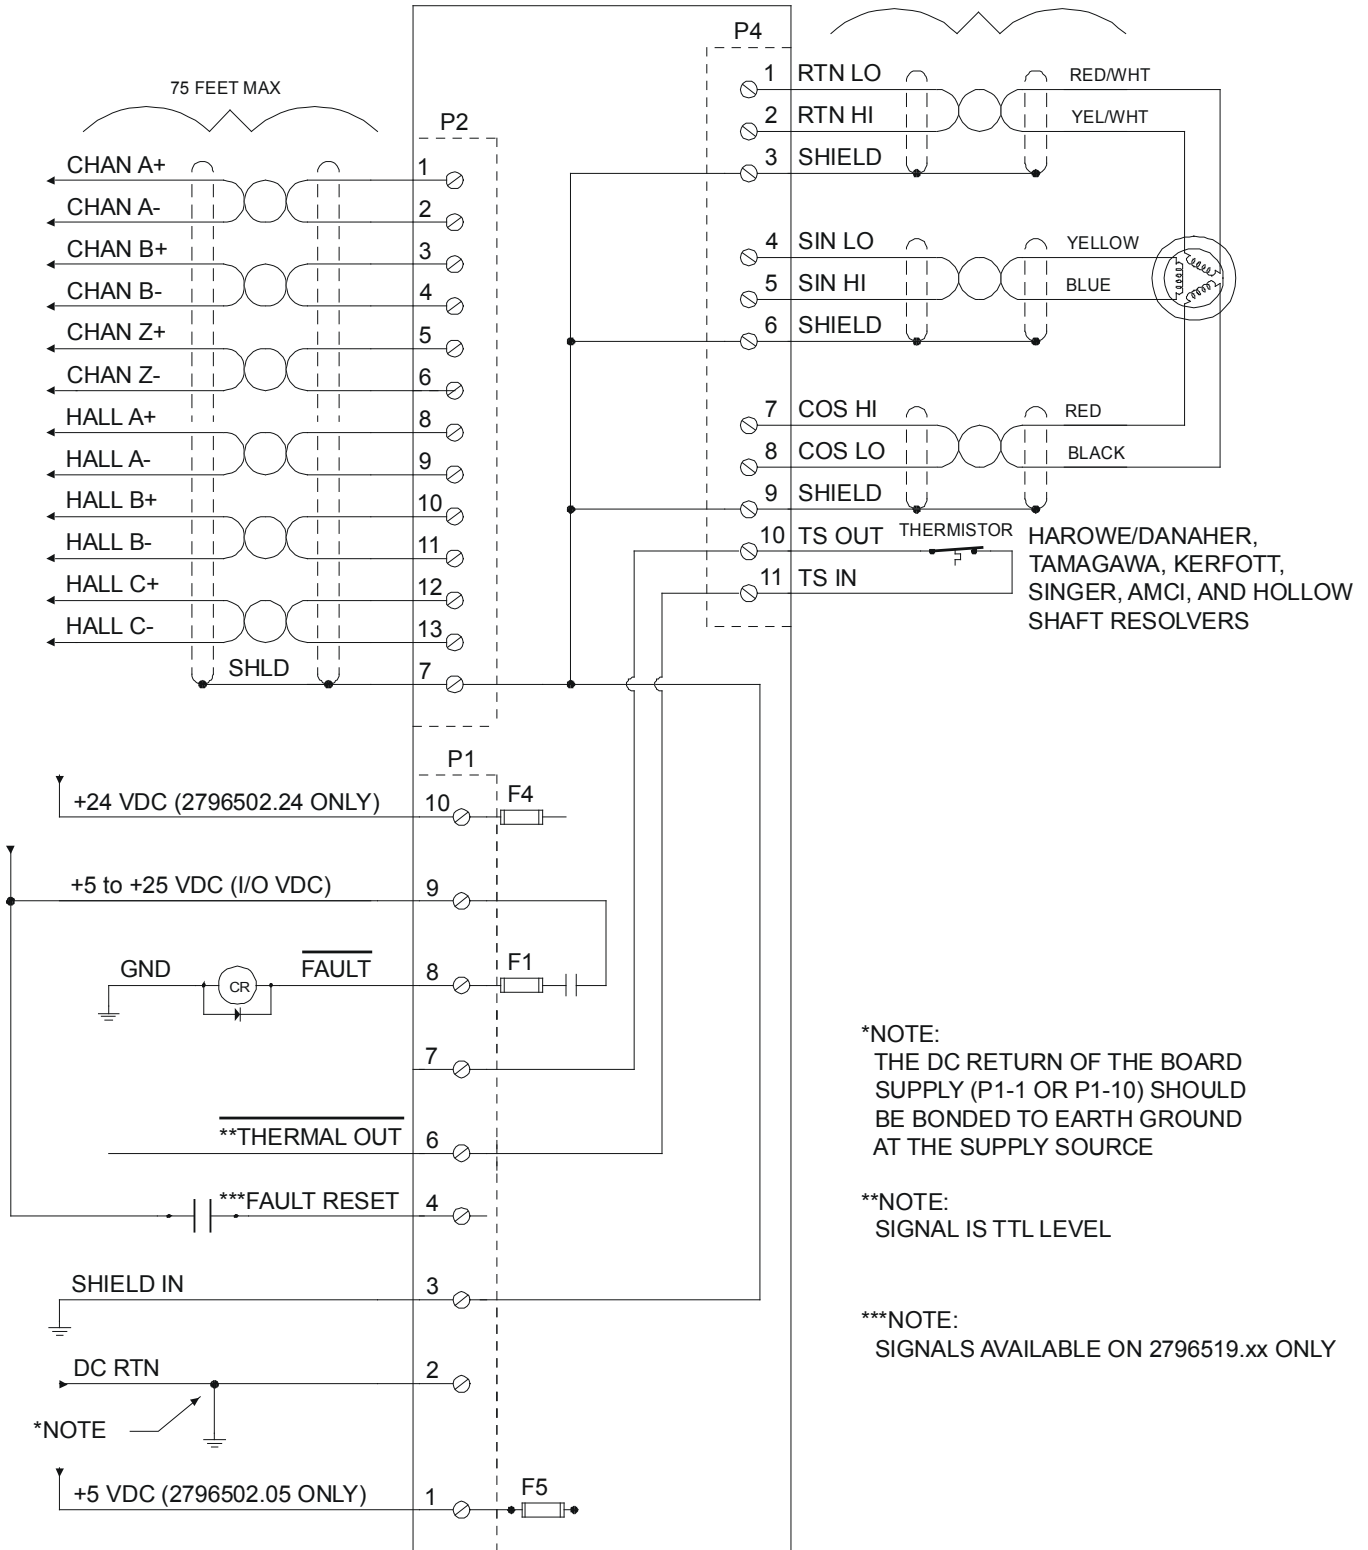 75 FEET MAX
P2
CHAN A+ 1
CHAN A- 2
CHAN B+ 3
CHAN B- 4
CHAN Z+ 5
CHAN Z- 6
HALL A+ 8
HALL A- 9
HALL B+ 10
HALL B- 11
HALL C+ 12
HALL C- 13
SHLD 7
P4
1 RTN LO RED/WHT
2 RTN HI YEL/WHT
3 SHIELD
4 SIN LO YELLOW
5 SIN HI BLUE
6 SHIELD
7 COS HI RED
8 COS LO BLACK
9 SHIELD
10 TS OUT THERMISTOR
11 TS IN
HAROWE/DANAHER,
TAMAGAWA, KERFOTT,
SINGER, AMCI, AND HOLLOW
SHAFT RESOLVERS
P1
+24 VDC (2796502.24 ONLY) 10 F4
+5 to +25 VDC (I/O VDC) 9
GND CR FAULT 8 F1
7
**THERMAL OUT 6
***FAULT RESET 4
SHIELD IN 3
DC RTN 2
*NOTE
+5 VDC (2796502.05 ONLY) 1 F5
*NOTE:
THE DC RETURN OF THE BOARD
SUPPLY (P1-1 OR P1-10) SHOULD
BE BONDED TO EARTH GROUND
AT THE SUPPLY SOURCE
**NOTE:
SIGNAL IS TTL LEVEL
***NOTE:
SIGNALS AVAILABLE ON 2796519.xx ONLY